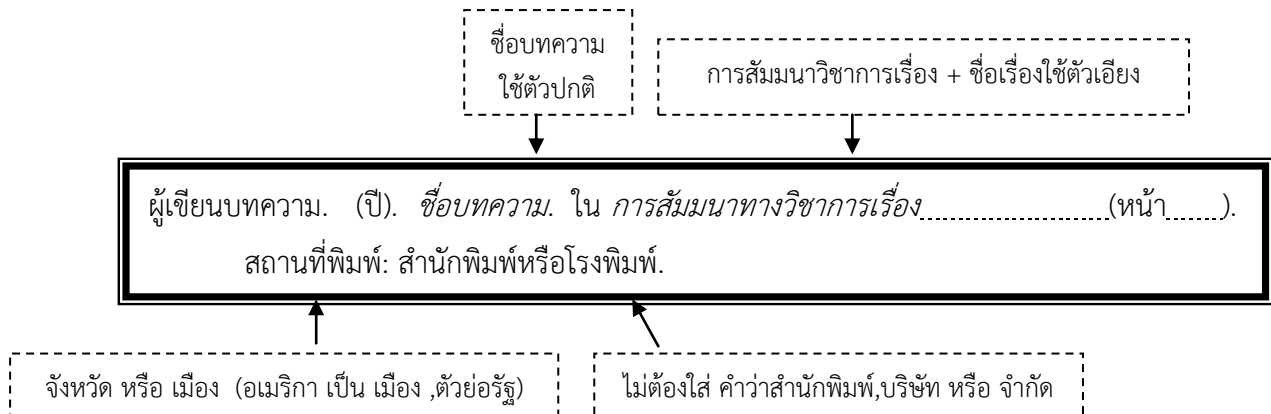 ชื่อบทความ
ใช้ตัวปกติ
การสัมมนาวิชาการเรื่อง + ชื่อเรื่องใช้ตัวเอียง
ผู้เขียนบทความ. (ปี). ชื่อบทความ. ใน การสัมมนาทางวิชาการเรื่อง.....................(หน้า......).
สถานที่พิมพ์: สำนักพิมพ์หรือโรงพิมพ์.
จังหวัด หรือ เมือง (อเมริกา เป็น เมือง ,ตัวย่อรัฐ)
ไม่ต้องใส่ คำว่าสำนักพิมพ์,บริษัท หรือ จำกัด